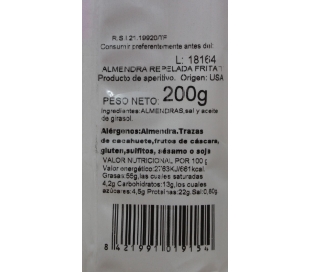 R.S.I 21.19920/TF
Consumir preferentemente antes del:
L: 18164
ALMENDRA REPELADA FRITA
Producto de aperitivo. Origen: USA
PESO NETO: 200g
Ingredientes:ALMENDRAS,sal y aceite
de girasol.
Alérgenos:Almendra.Trazas
de cacahuete,frutos de cáscara,
gluten,sulfitos, sésamo o soja
VALOR NUTRICIONAL POR 100 g
Valor energético:2763KJ/661kcal.
Grasas:55g,las cuales saturadas
4,2g Carbohidratos:13g, los cuales
azúcares:4,5g Proteínas:22g Sal:0,60g
8 421991 019154